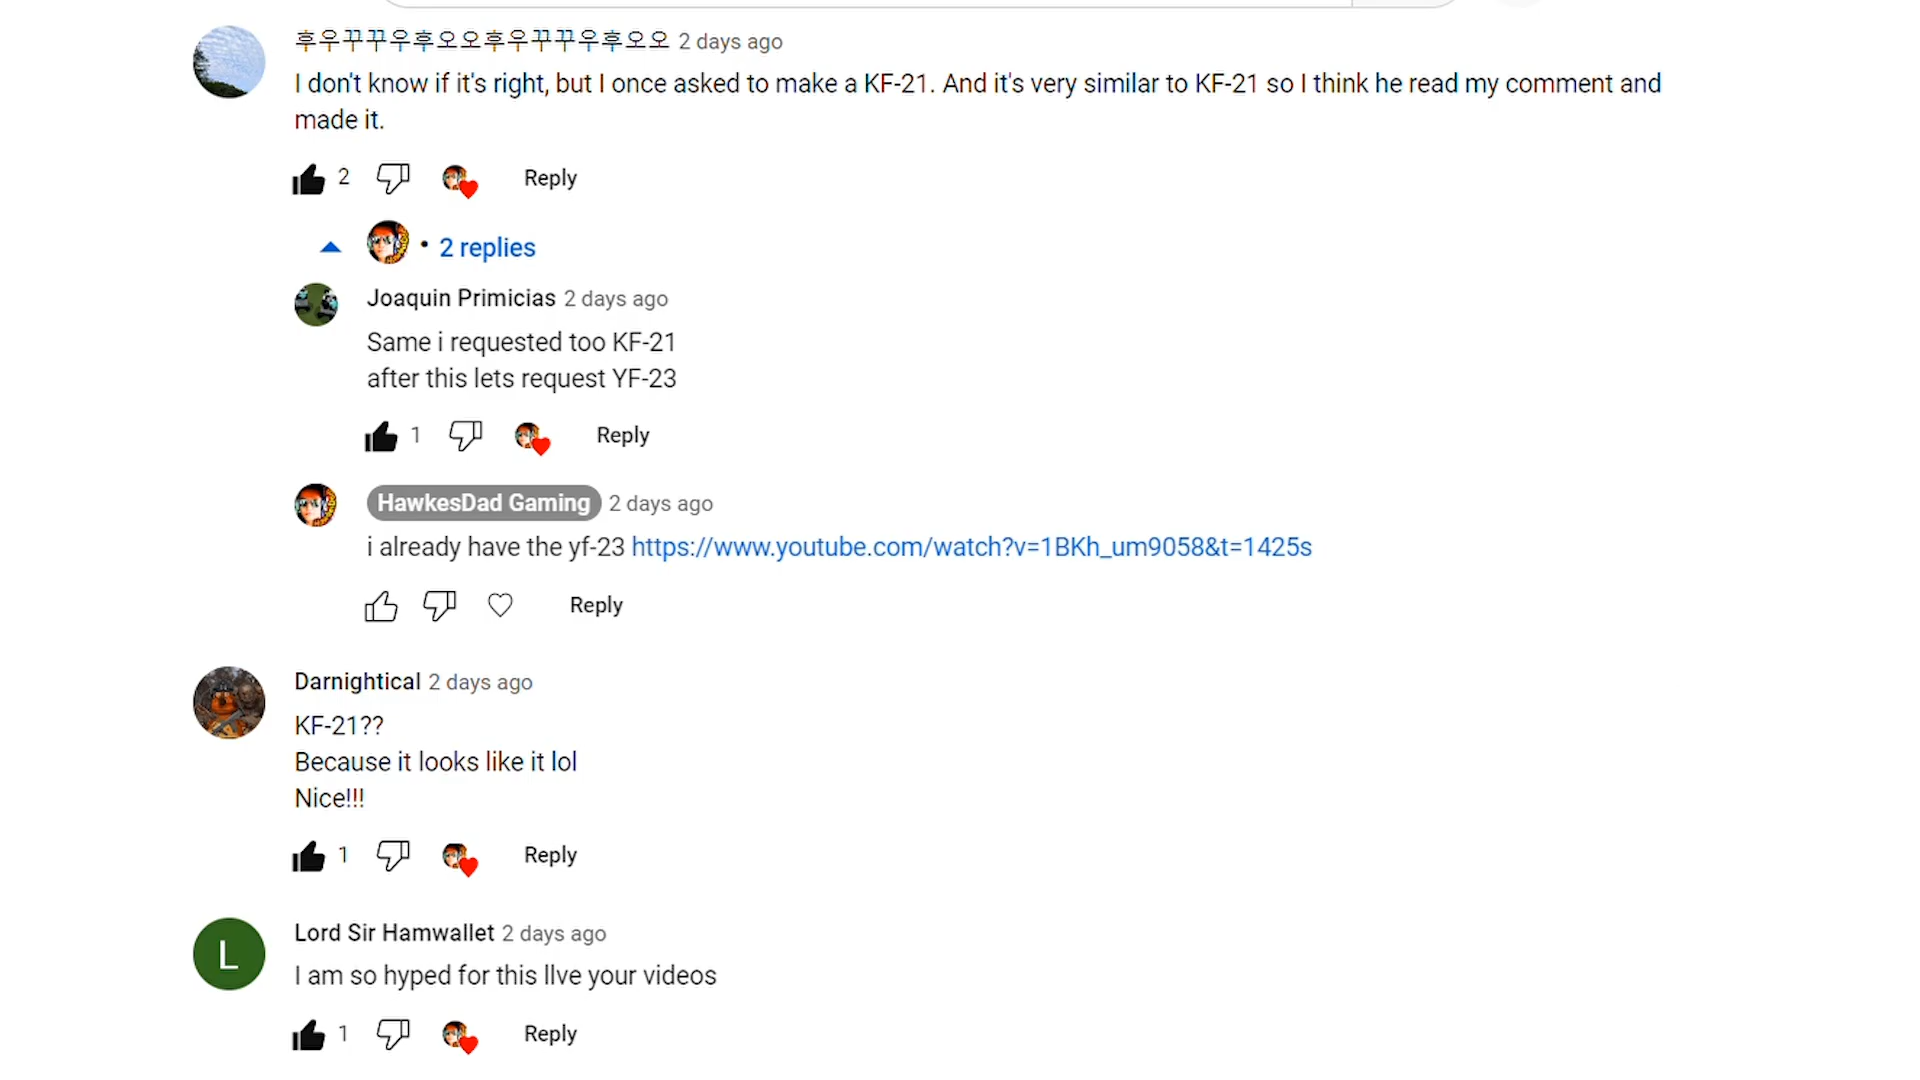 후우꾸꾸우후오오후우꾸꾸우후오오 2 days ago
I don't know if it's right, but I once asked to make a KF-21. And it's very similar to KF-21 so I think he read my comment and
made it.
2 Reply
• 2 replies
Joaquin Primicias 2 days ago
Same i requested too KF-21
after this lets request YF-23
1 Reply
HawkesDad Gaming 2 days ago
i already have the yf-23 https://www.youtube.com/watch?v=1BKh_um9058&t=1425s
Reply
Darnightical 2 days ago
KF-21??
Because it looks like it lol
Nice!!!
1 Reply
L
Lord Sir Hamwallet 2 days ago
I am so hyped for this llve your videos
1 Reply